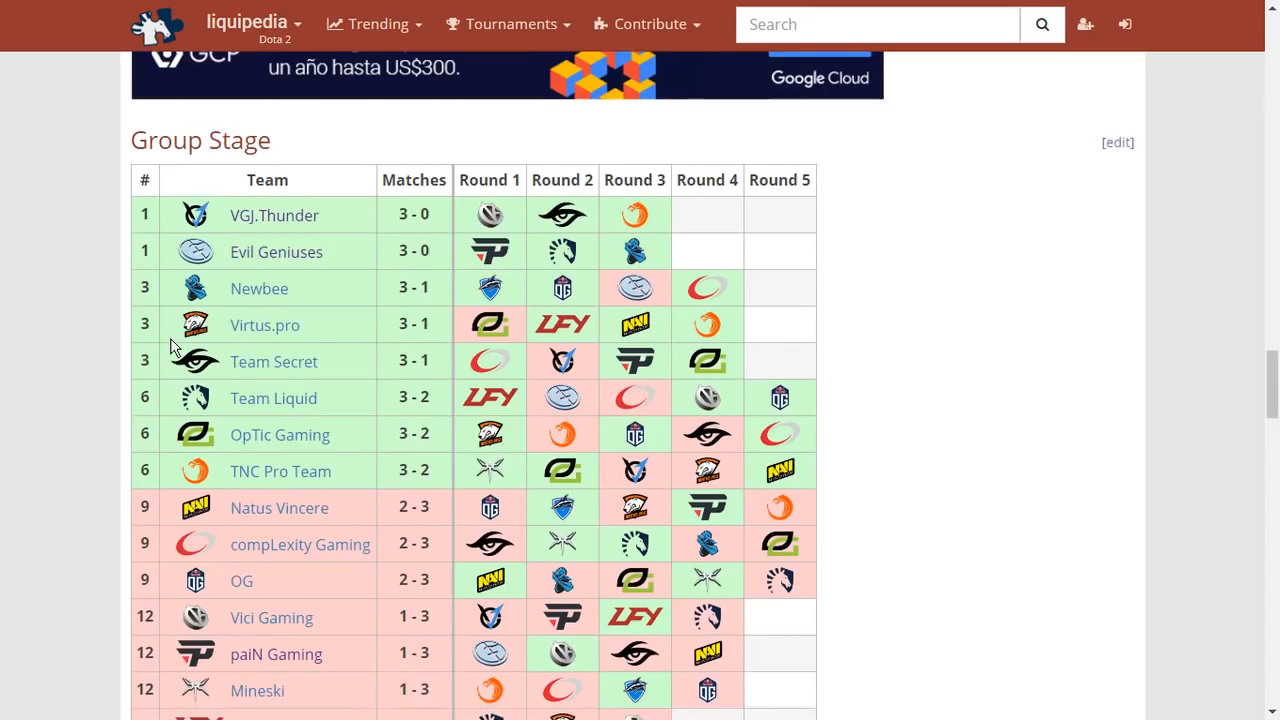 liquipedia
Dota 2
Trending
Tournaments
Contribute
Search
GCP
un año hasta US$300.
Google Cloud
Group Stage
[edit]
# Team Matches Round 1 Round 2 Round 3 Round 4 Round 5
1 VGJ.Thunder 3 - 0
1 Evil Geniuses 3 - 0
3 Newbee 3 - 1
3 Virtus.pro 3 - 1 LFY
3 Team Secret 3 - 1
6 Team Liquid 3 - 2 LFY
6 OpTic Gaming 3 - 2
6 TNC Pro Team 3 - 2
9 Natus Vincere 2 - 3
9 compLexity Gaming 2 - 3
9 OG 2 - 3
12 Vici Gaming 1 - 3 LFY
12 paiN Gaming 1 - 3
12 Mineski 1 - 3